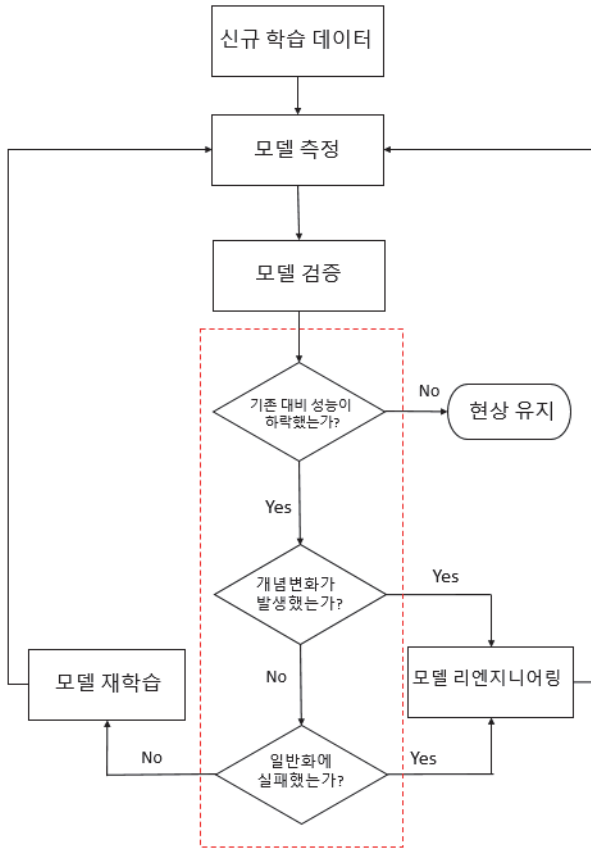 신규 학습 데이터
모델 측정
모델 검증
기존 대비 성능이
하락했는가?
No
현상 유지
Yes
개념변화가
발생했는가?
Yes
모델 재학습
No
모델 리엔지니어링
No
일반화에
실패했는가?
Yes